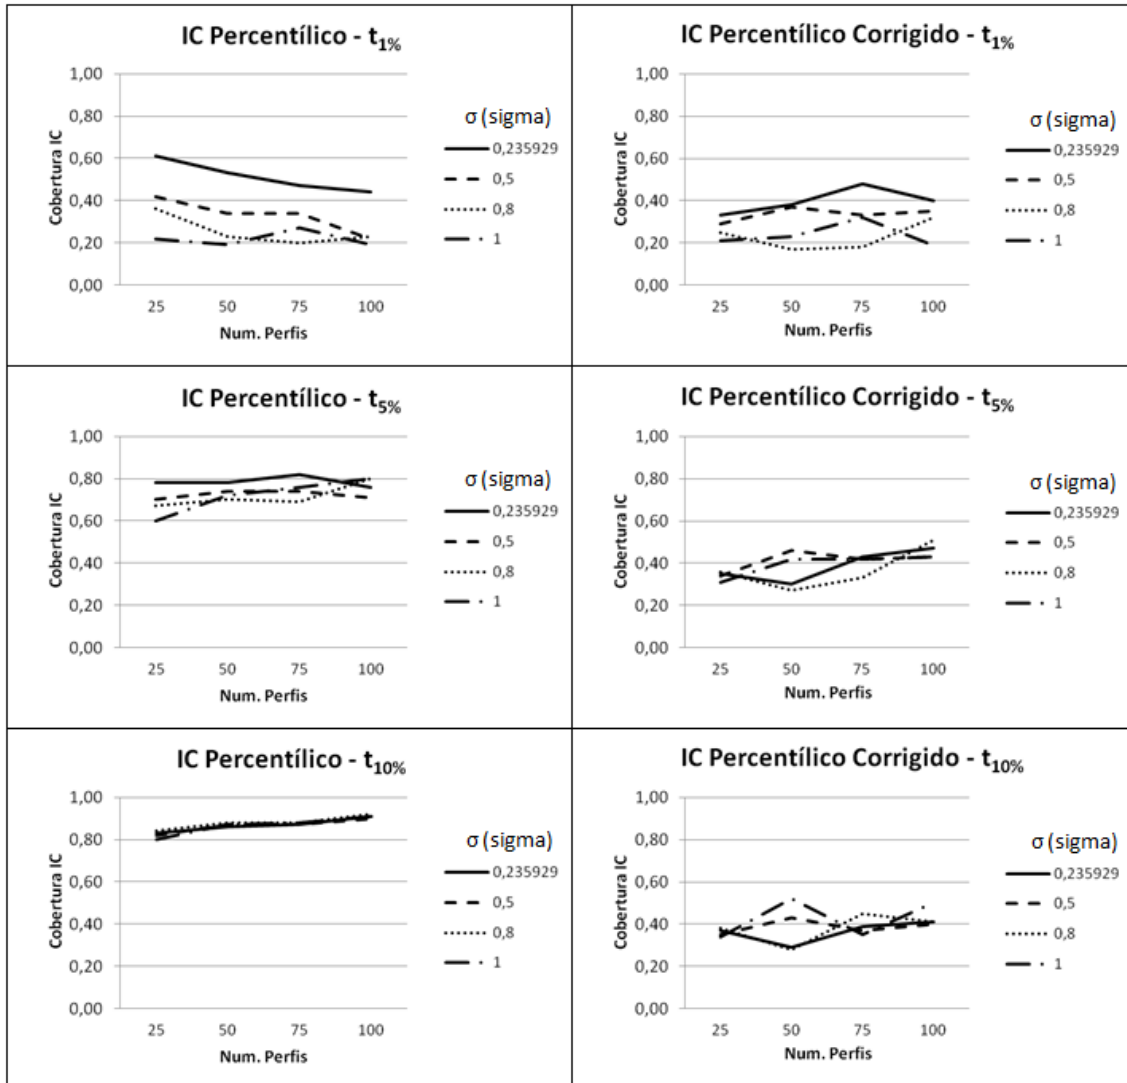 IC Percentílico - t1%
1,00
0,80
0,60
0,40
0,20
0,00
Cobertura IC
25 50 75 100
Num. Perfis
σ (sigma)
0,235929
0,5
0,8
1
IC Percentílico Corrigido - t1%
1,00
0,80
0,60
0,40
0,20
0,00
Cobertura IC
25 50 75 100
Num. Perfis
σ (sigma)
0,235929
0,5
0,8
1
IC Percentílico - t5%
1,00
0,80
0,60
0,40
0,20
0,00
Cobertura IC
25 50 75 100
Num. Perfis
σ (sigma)
0,235929
0,5
0,8
1
IC Percentílico Corrigido - t5%
1,00
0,80
0,60
0,40
0,20
0,00
Cobertura IC
25 50 75 100
Num. Perfis
σ (sigma)
0,235929
0,5
0,8
1
IC Percentílico - t10%
1,00
0,80
0,60
0,40
0,20
0,00
Cobertura IC
25 50 75 100
Num. Perfis
σ (sigma)
0,235929
0,5
0,8
1
IC Percentílico Corrigido - t10%
1,00
0,80
0,60
0,40
0,20
0,00
Cobertura IC
25 50 75 100
Num. Perfis
σ (sigma)
0,235929
0,5
0,8
1